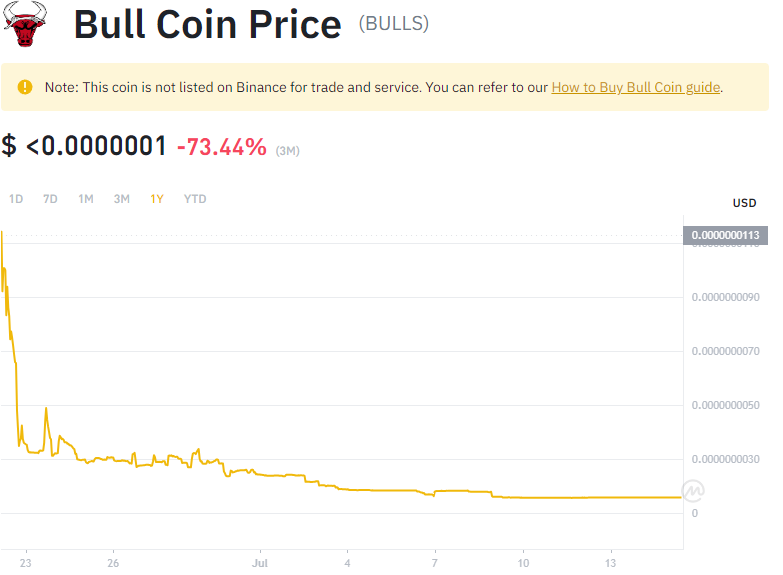 Bull Coin Price (BULLS)
Note: This coin is not listed on Binance for trade and service. You can refer to our How to Buy Bull Coin guide.
$ <0.0000001 -73.44% (3M)
1D 7D 1M 3M 1Y YTD
USD
0.0000000113
0.0000000090
0.0000000070
0.0000000050
0.0000000030
0
23 26 Jul 4 7 10 13